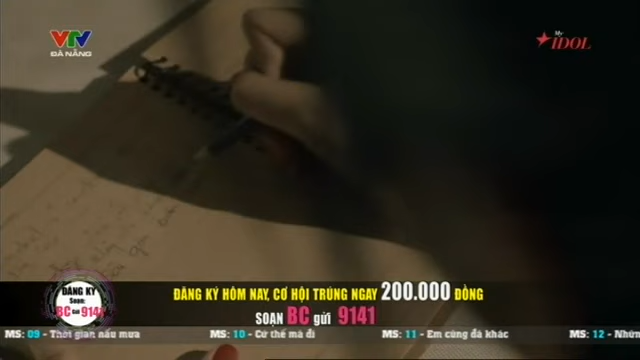 VTV
ĐÀ NẴNG
My
IDOL
ĐĂNG KÝ HÔM NAY, CƠ HỘI TRÚNG NGAY 200.000 ĐỒNG
SOẠN BC gửi 9141
ĐĂNG KÝ
Soạn:
BC gửi 9141
MS: 09 - Thời gian nấu mưa
MS: 10 - Cứ thế mà đi
MS: 11 - Em cũng đã khác
MS: 12 - Những